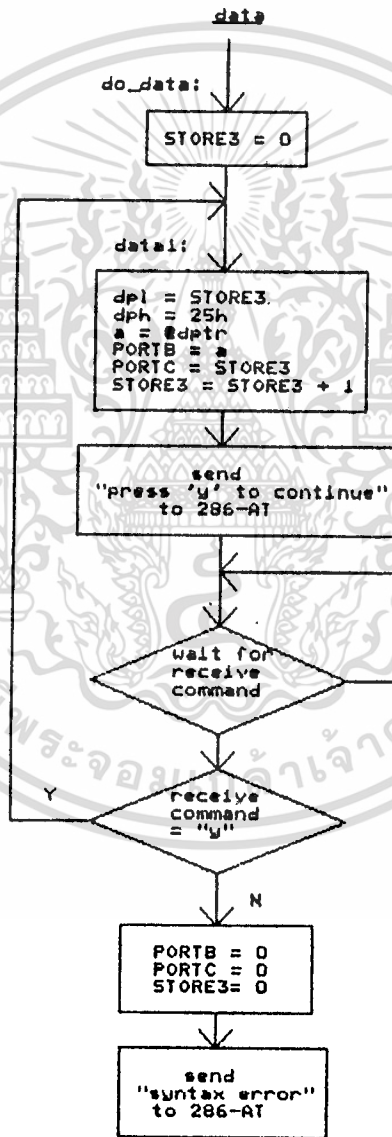 data
do_data:
STORE3 = 0
data1:
dpl = STORE3.
dph = 25h
a = @dptr
PORTB = a
PORTC = STORE3
STORE3 = STORE3 + 1
send
"press 'y' to continue"
to 286-AT
wait for
receive
command
Y
receive
command
= "y"
N
PORTB = 0
PORTC = 0
STORE3= 0
send
"syntax error"
to 286-AT